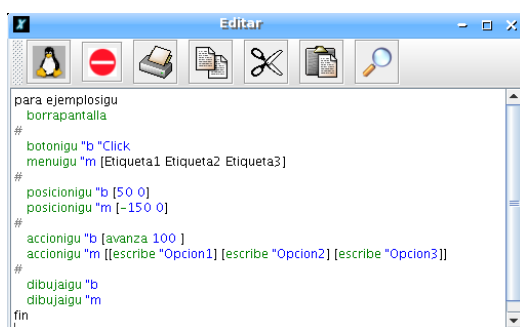 Editar
para ejemplosigu
borrapantalla
#
botonigu "b "Click
menuigu "m [Etiqueta1 Etiqueta2 Etiqueta3]
#
posicionigu "b [50 0]
posicionigu "m [-150 0]
#
accionigu "b [avanza 100 ]
accionigu "m [[escribe "Opcion1] [escribe "Opcion2] [escribe "Opcion3]]
#
dibujaigu "b
dibujaigu "m
fin